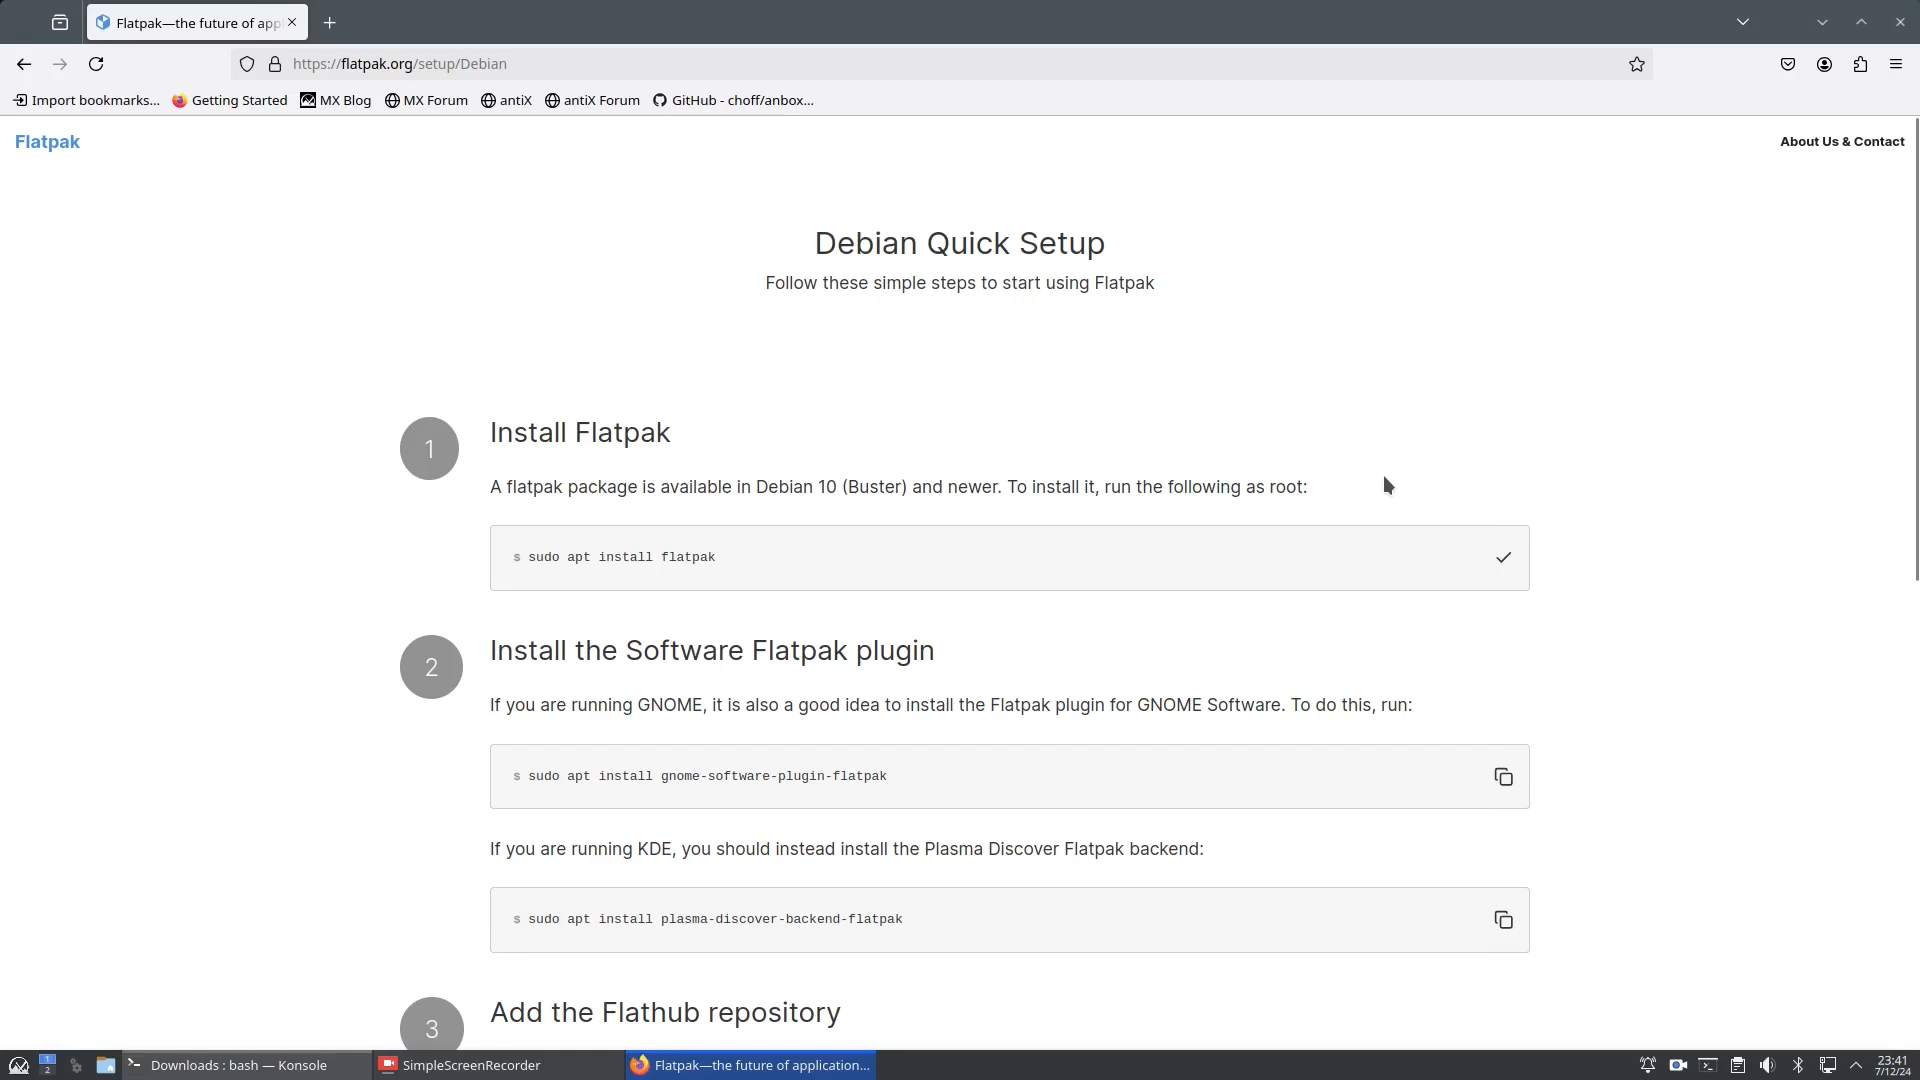 Flatpak—the future of app
https://flatpak.org/setup/Debian
Import bookmarks... Getting Started MX Blog MX Forum antiX antiX Forum GitHub - choff/anbox...
Flatpak
About Us & Contact
Debian Quick Setup
Follow these simple steps to start using Flatpak
1
Install Flatpak
A flatpak package is available in Debian 10 (Buster) and newer. To install it, run the following as root:
$ sudo apt install flatpak
2
Install the Software Flatpak plugin
If you are running GNOME, it is also a good idea to install the Flatpak plugin for GNOME Software. To do this, run:
$ sudo apt install gnome-software-plugin-flatpak
If you are running KDE, you should instead install the Plasma Discover Flatpak backend:
$ sudo apt install plasma-discover-backend-flatpak
3
Add the Flathub repository
1
2
Downloads : bash — Konsole
SimpleScreenRecorder
Flatpak—the future of application...
23:41
7/12/24